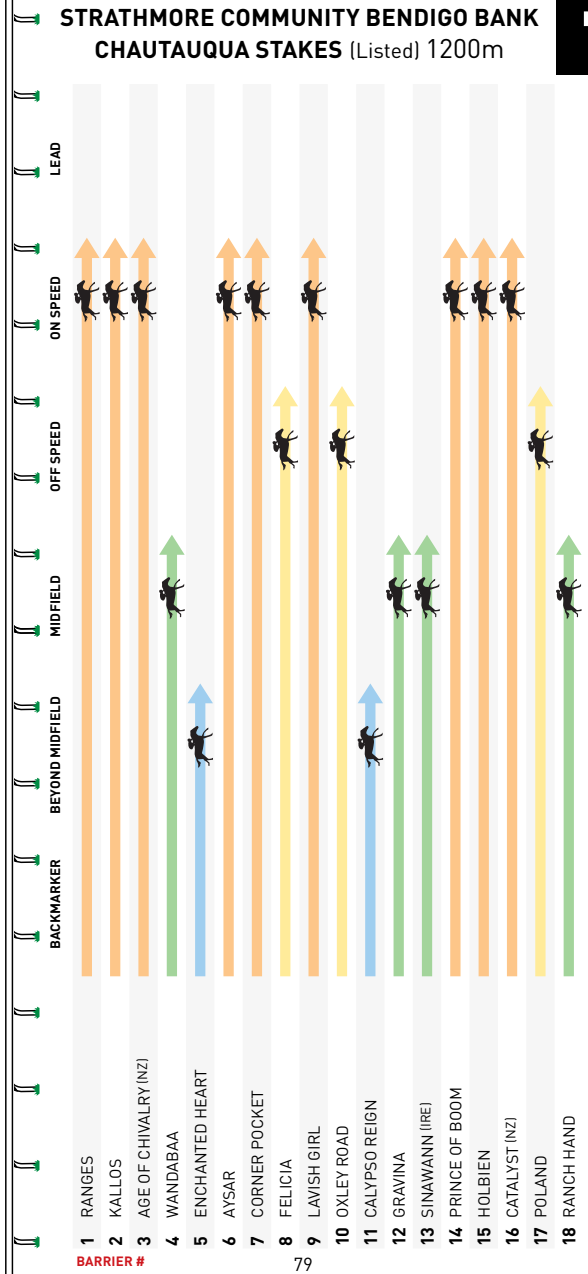 STRATHMORE COMMUNITY BENDIGO BANK
CHAUTAUQUA STAKES (Listed) 1200m
LEAD
ON SPEED
OFF SPEED
MIDFIELD
BEYOND MIDFIELD
BACKMARKER
1 RANGES
2 KALLOS
3 AGE OF CHIVALRY (NZ)
4 WANDABAA
5 ENCHANTED HEART
6 AYSAR
7 CORNER POCKET
8 FELICIA
9 LAVISH GIRL
10 OXLEY ROAD
11 CALYPSO REIGN
12 GRAVINA
13 SINAWANN (IRE)
14 PRINCE OF BOOM
15 HOLBIEN
16 CATALYST (NZ)
17 POLAND
18 RANCH HAND
BARRIER #
79